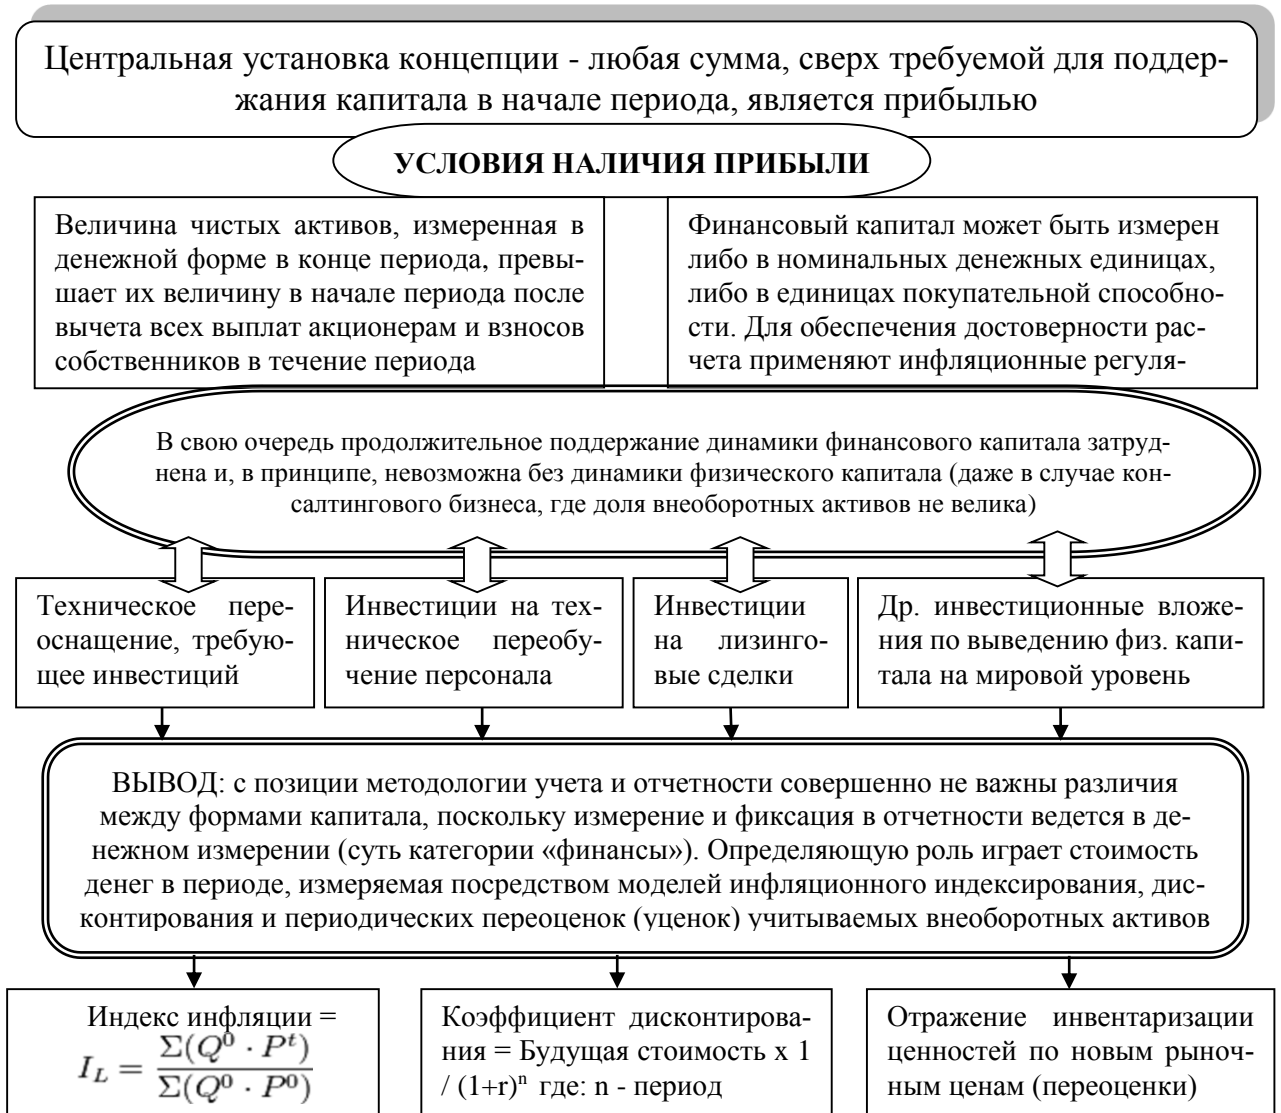 Центральная установка концепции - любая сумма, сверх требуемой для поддер-
жания капитала в начале периода, является прибылью
УСЛОВИЯ НАЛИЧИЯ ПРИБЫЛИ
Величина чистых активов, измеренная в
денежной форме в конце периода, превы-
шает их величину в начале периода после
вычета всех выплат акционерам и взносов
собственников в течение периода
Финансовый капитал может быть измерен
либо в номинальных денежных единицах,
либо в единицах покупательной способно-
сти. Для обеспечения достоверности рас-
чета применяют инфляционные регуля-
В свою очередь продолжительное поддержание динамики финансового капитала затруд-
нена и, в принципе, невозможна без динамики физического капитала (даже в случае кон-
салтингового бизнеса, где доля внеоборотных активов не велика)
Техническое пере-
оснащение, требую-
щее инвестиций
Инвестиции на тех-
ническое переобу-
чение персонала
Инвестиции
на лизинго-
вые сделки
Др. инвестиционные вложе-
ния по выведению физ. капи-
тала на мировой уровень
ВЫВОД: с позиции методологии учета и отчетности совершенно не важны различия
между формами капитала, поскольку измерение и фиксация в отчетности ведется в де-
нежном измерении (суть категории «финансы»). Определяющую роль играет стоимость
денег в периоде, измеряемая посредством моделей инфляционного индексирования, дис-
контирования и периодических переоценок (уценок) учитываемых внеоборотных активов
Индекс инфляции =
I_L = Σ(Q^0 · P^t) / Σ(Q^0 · P^0)
Коэффициент дисконтирова-
ния = Будущая стоимость х 1
/ (1+r)^n где: n - период
Отражение инвентаризации
ценностей по новым рыноч-
ным ценам (переоценки)